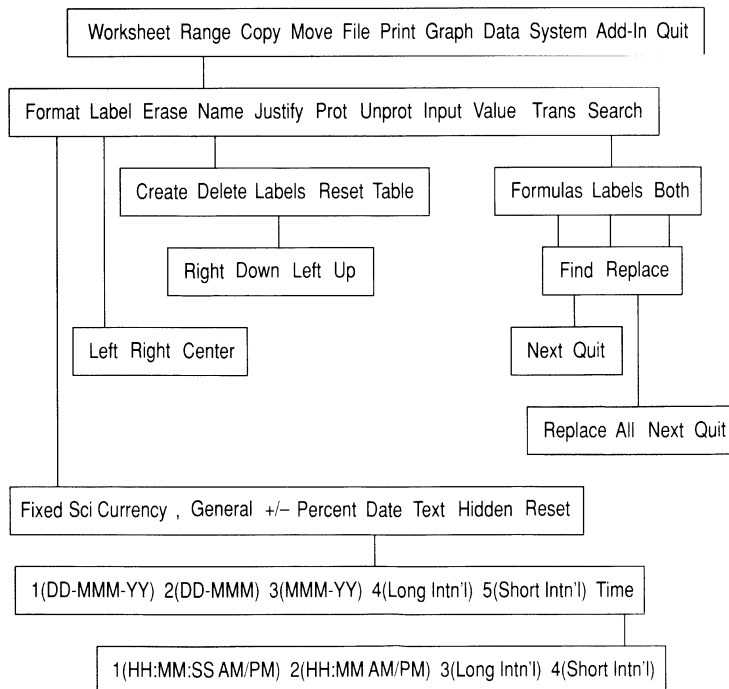 Worksheet Range Copy Move File Print Graph Data System Add-In Quit
Format Label Erase Name Justify Prot Unprot Input Value Trans Search
Create Delete Labels Reset Table
Formulas Labels Both
Right Down Left Up
Find Replace
Left Right Center
Next Quit
Replace All Next Quit
Fixed Sci Currency , General +/– Percent Date Text Hidden Reset
1(DD-MMM-YY) 2(DD-MMM) 3(MMM-YY) 4(Long Intn'l) 5(Short Intn'l) Time
1(HH:MM:SS AM/PM) 2(HH:MM AM/PM) 3(Long Intn'l) 4(Short Intn'l)